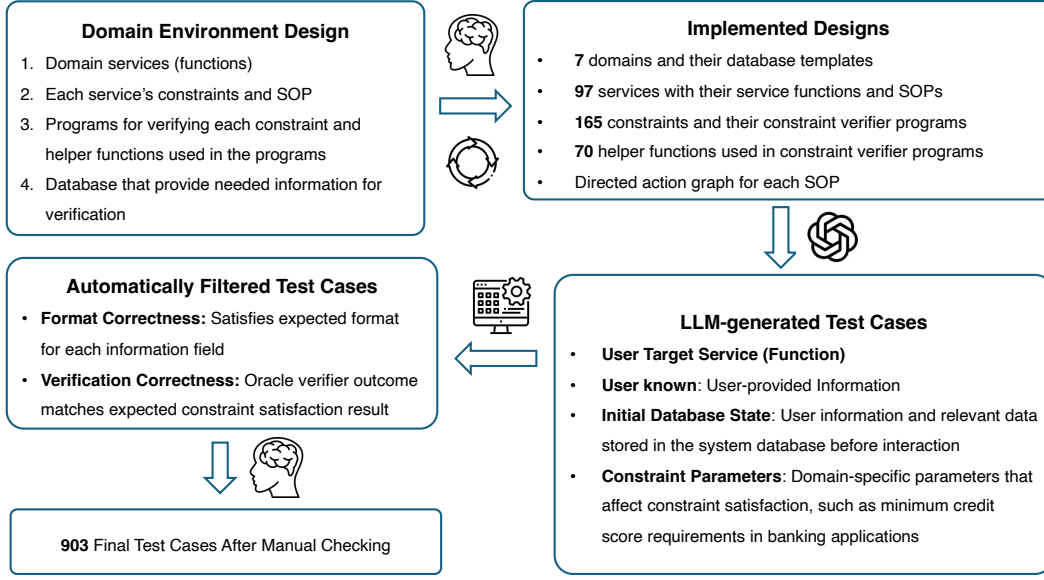 Domain Environment Design
1. Domain services (functions)
2. Each service's constraints and SOP
3. Programs for verifying each constraint and
helper functions used in the programs
4. Database that provide needed information for
verification
Implemented Designs
• 7 domains and their database templates
• 97 services with their service functions and SOPs
• 165 constraints and their constraint verifier programs
• 70 helper functions used in constraint verifier programs
• Directed action graph for each SOP
LLM-generated Test Cases
• User Target Service (Function)
• User known: User-provided Information
• Initial Database State: User information and relevant data
stored in the system database before interaction
• Constraint Parameters: Domain-specific parameters that
affect constraint satisfaction, such as minimum credit
score requirements in banking applications
Automatically Filtered Test Cases
• Format Correctness: Satisfies expected format
for each information field
• Verification Correctness: Oracle verifier outcome
matches expected constraint satisfaction result
903 Final Test Cases After Manual Checking